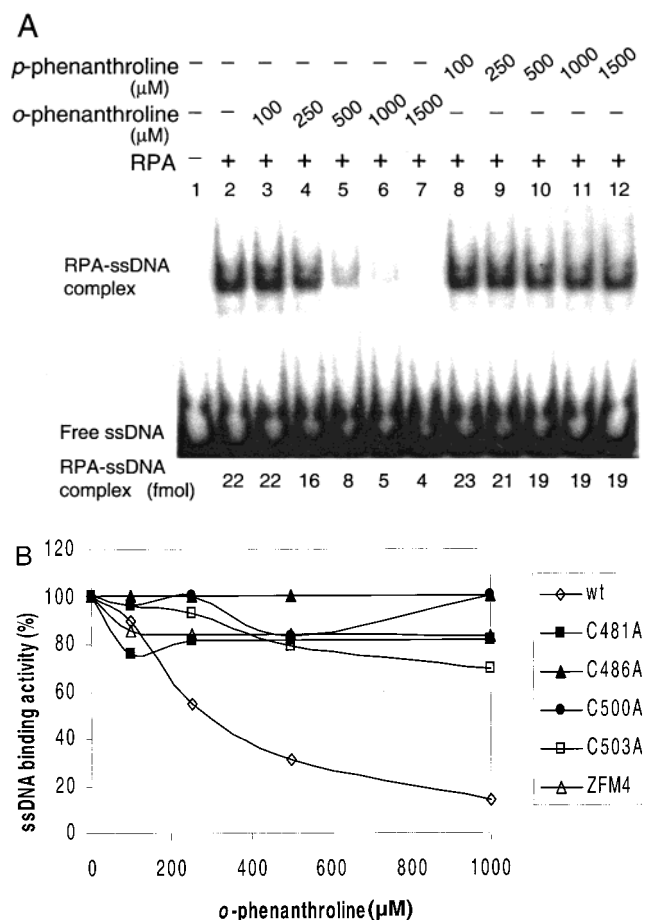 A
p-phenanthroline – – – – – – – 100 250 500 1000 1500
(μM)
o-phenanthroline – – 100 250 500 1000 1500 – – – – –
(μM)
RPA – + + + + + + + + + + +
1 2 3 4 5 6 7 8 9 10 11 12
RPA-ssDNA
complex
Free ssDNA
RPA-ssDNA
complex (fmol) 22 22 16 8 5 4 23 21 19 19 19
B
ssDNA binding activity (%)
120
100
80
60
40
20
0
0 200 400 600 800 1000
o-phenanthroline (μM)
wt
C481A
C486A
C500A
C503A
ZFM4